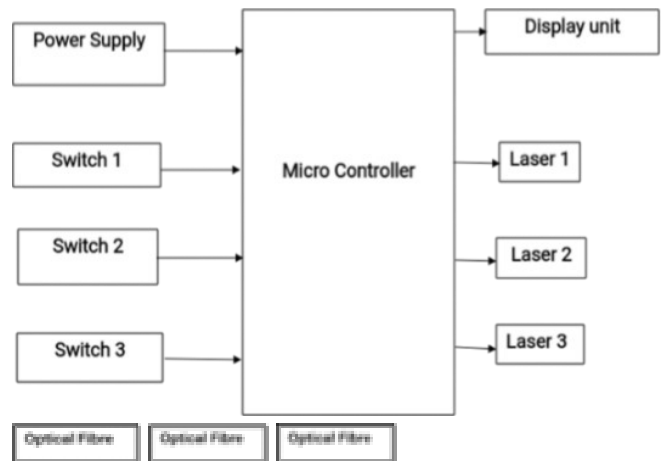 Power Supply
Display unit
Switch 1
Micro Controller
Laser 1
Switch 2
Laser 2
Switch 3
Laser 3
Optical Fibre
Optical Fibre
Optical Fibre